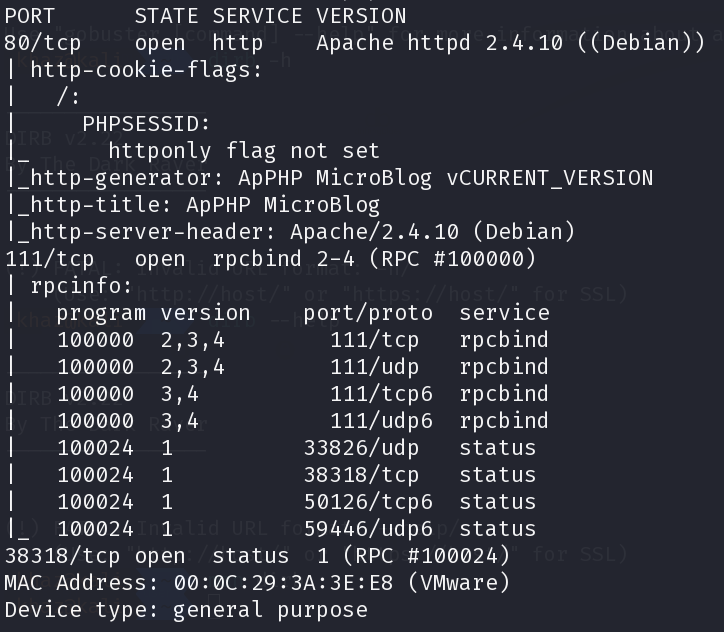 PORT      STATE SERVICE VERSION
80/tcp    open  http    Apache httpd 2.4.10 ((Debian))
| http-cookie-flags:
|   /:
|     PHPSESSID:
|_      httponly flag not set
|_http-generator: ApPHP MicroBlog vCURRENT_VERSION
|_http-title: ApPHP MicroBlog
|_http-server-header: Apache/2.4.10 (Debian)
111/tcp   open  rpcbind 2-4 (RPC #100000)
| rpcinfo:
|   program version    port/proto  service
|   100000  2,3,4        111/tcp   rpcbind
|   100000  2,3,4        111/udp   rpcbind
|   100000  3,4          111/tcp6  rpcbind
|   100000  3,4          111/udp6  rpcbind
|   100024  1          33826/udp   status
|   100024  1          38318/tcp   status
|   100024  1          50126/tcp6  status
|_  100024  1          59446/udp6  status
38318/tcp open  status  1 (RPC #100024)
MAC Address: 00:0C:29:3A:3E:E8 (VMware)
Device type: general purpose